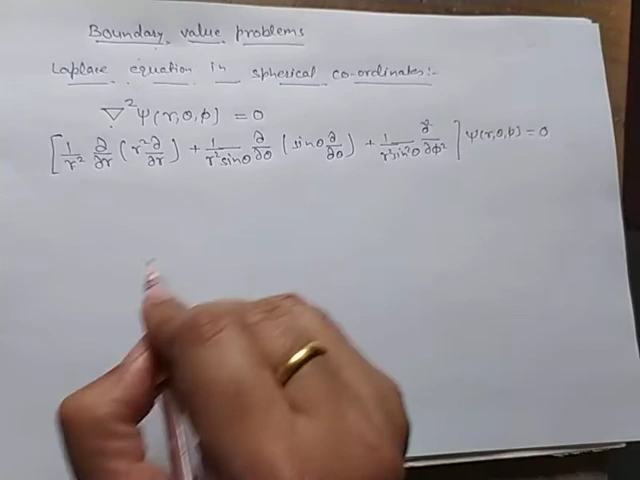 Boundary value problems
Laplace equation in spherical co-ordinates:-
∇²ψ(r,θ,φ) = 0
[1/r² ∂/∂r (r² ∂/∂r) + 1/r² sinθ ∂/∂θ (sinθ ∂/∂θ) + 1/r² sin²θ ∂²/∂φ²] ψ(r,θ,φ) = 0